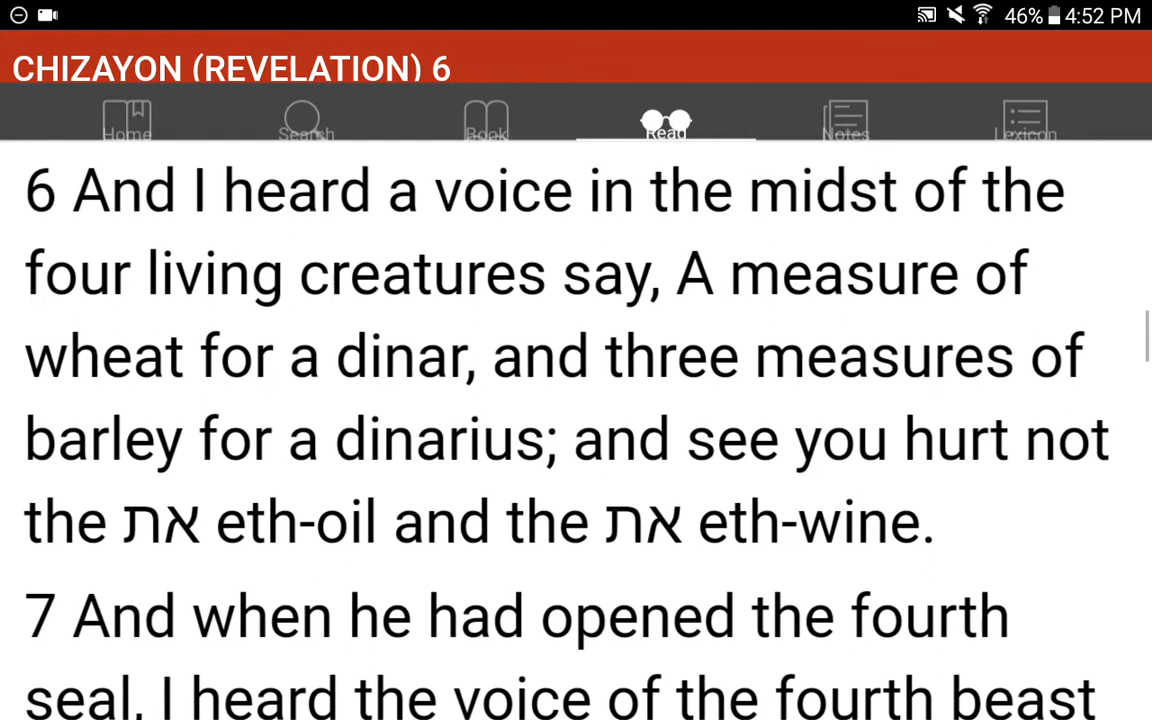 46% 4:52 PM
CHIZAYON (REVELATION) 6
Home Search Book Read Notes Lexicon
6 And I heard a voice in the midst of the
four living creatures say, A measure of
wheat for a dinar, and three measures of
barley for a dinarius; and see you hurt not
the את eth-oil and the את eth-wine.
7 And when he had opened the fourth
seal, I heard the voice of the fourth beast